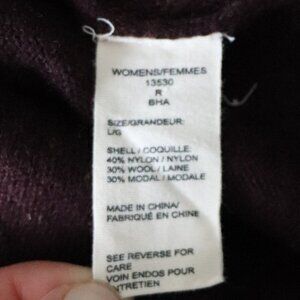 WOMENS/FEMMES
13530
R
BHA
SIZE/GRANDEUR:
L/G
SHELL / COQUILLE:
40% NYLON / NYLON
30% WOOL / LAINE
30% MODAL / MODALE
MADE IN CHINA/
FABRIQUÉ EN CHINE
SEE REVERSE FOR
CARE
VOIN ENDOS POUR
ENTRETIEN